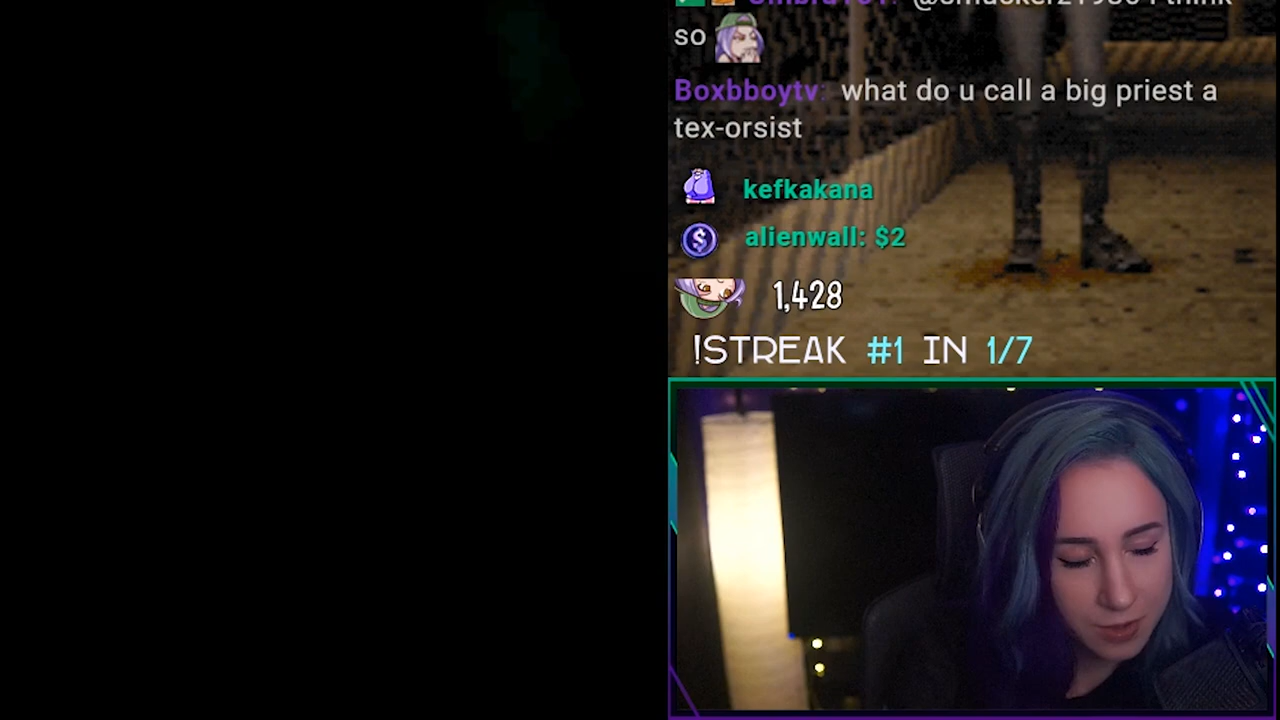 I think
so
Boxbboytv: what do u call a big priest a
tex-orsist
kefkakana
alienwall: $2
1,428
!STREAK #1 IN 1/7